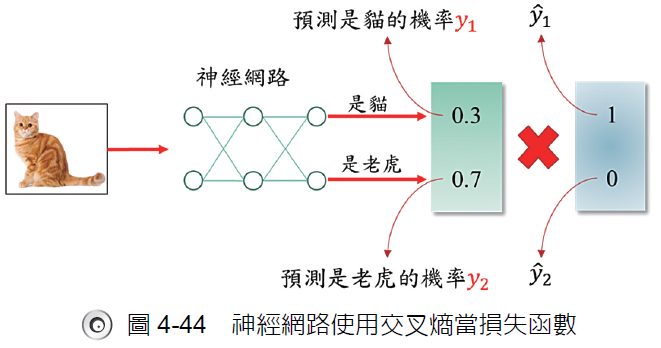 預測是貓的機率y₁
ŷ₁
神經網路
是貓
0.3
1
是老虎
0.7
0
預測是老虎的機率y₂
ŷ₂
圖 4-44 神經網路使用交叉熵當損失函數